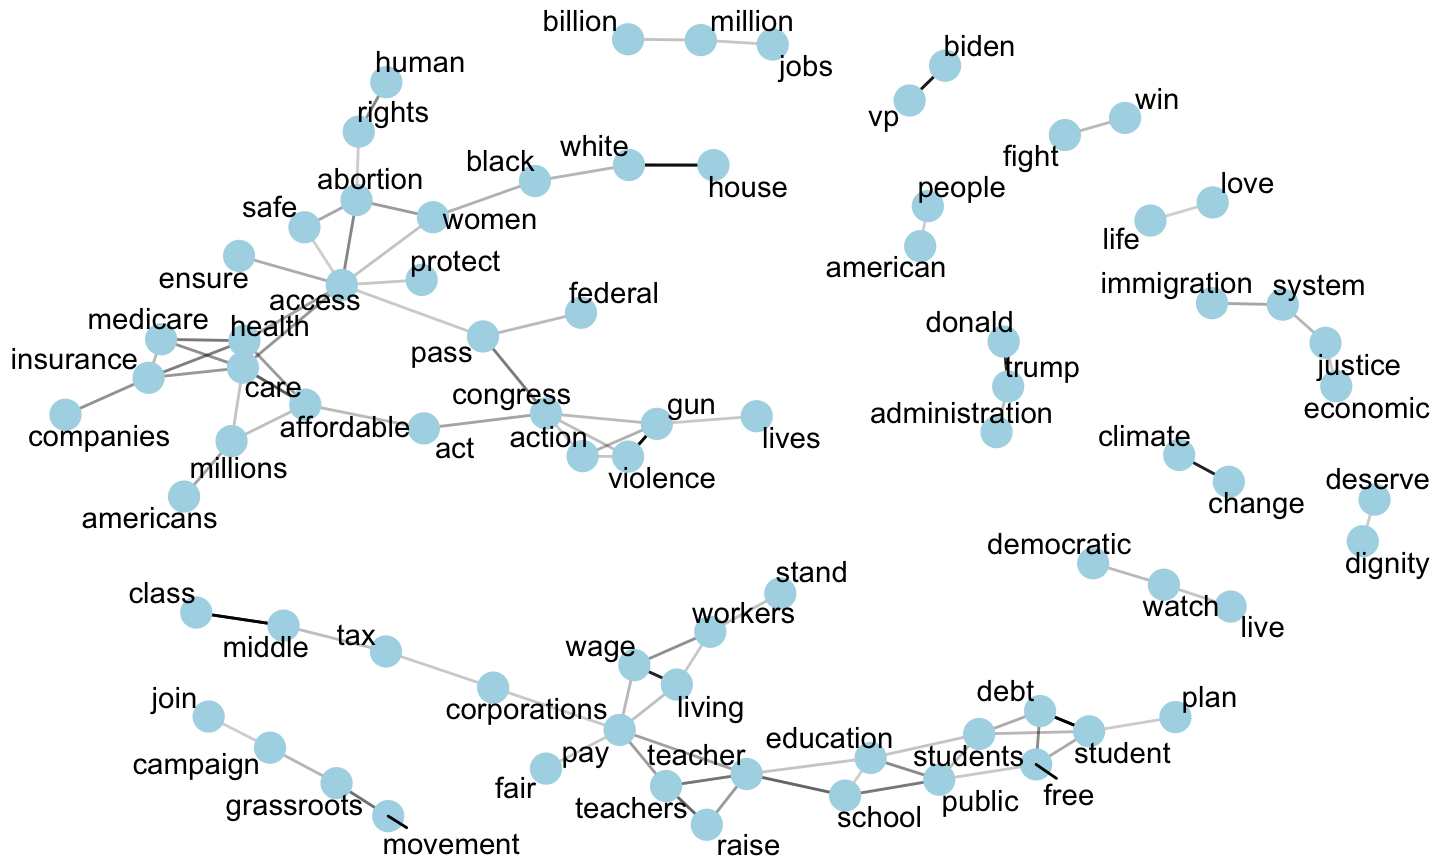 billion
million
jobs
biden
vp
human
rights
win
fight
black
white
house
abortion
safe
women
people
american
love
life
ensure
protect
access
federal
immigration
system
medicare
health
insurance
pass
donald
trump
justice
economic
administration
care
congress
gun
affordable
companies
act
action
lives
violence
millions
americans
climate
change
deserve
dignity
democratic
watch
live
stand
class
workers
middle
tax
wage
join
corporations
living
debt
plan
campaign
pay
teacher
education
students
student
fair
grassroots
teachers
school
public
free
movement
raise